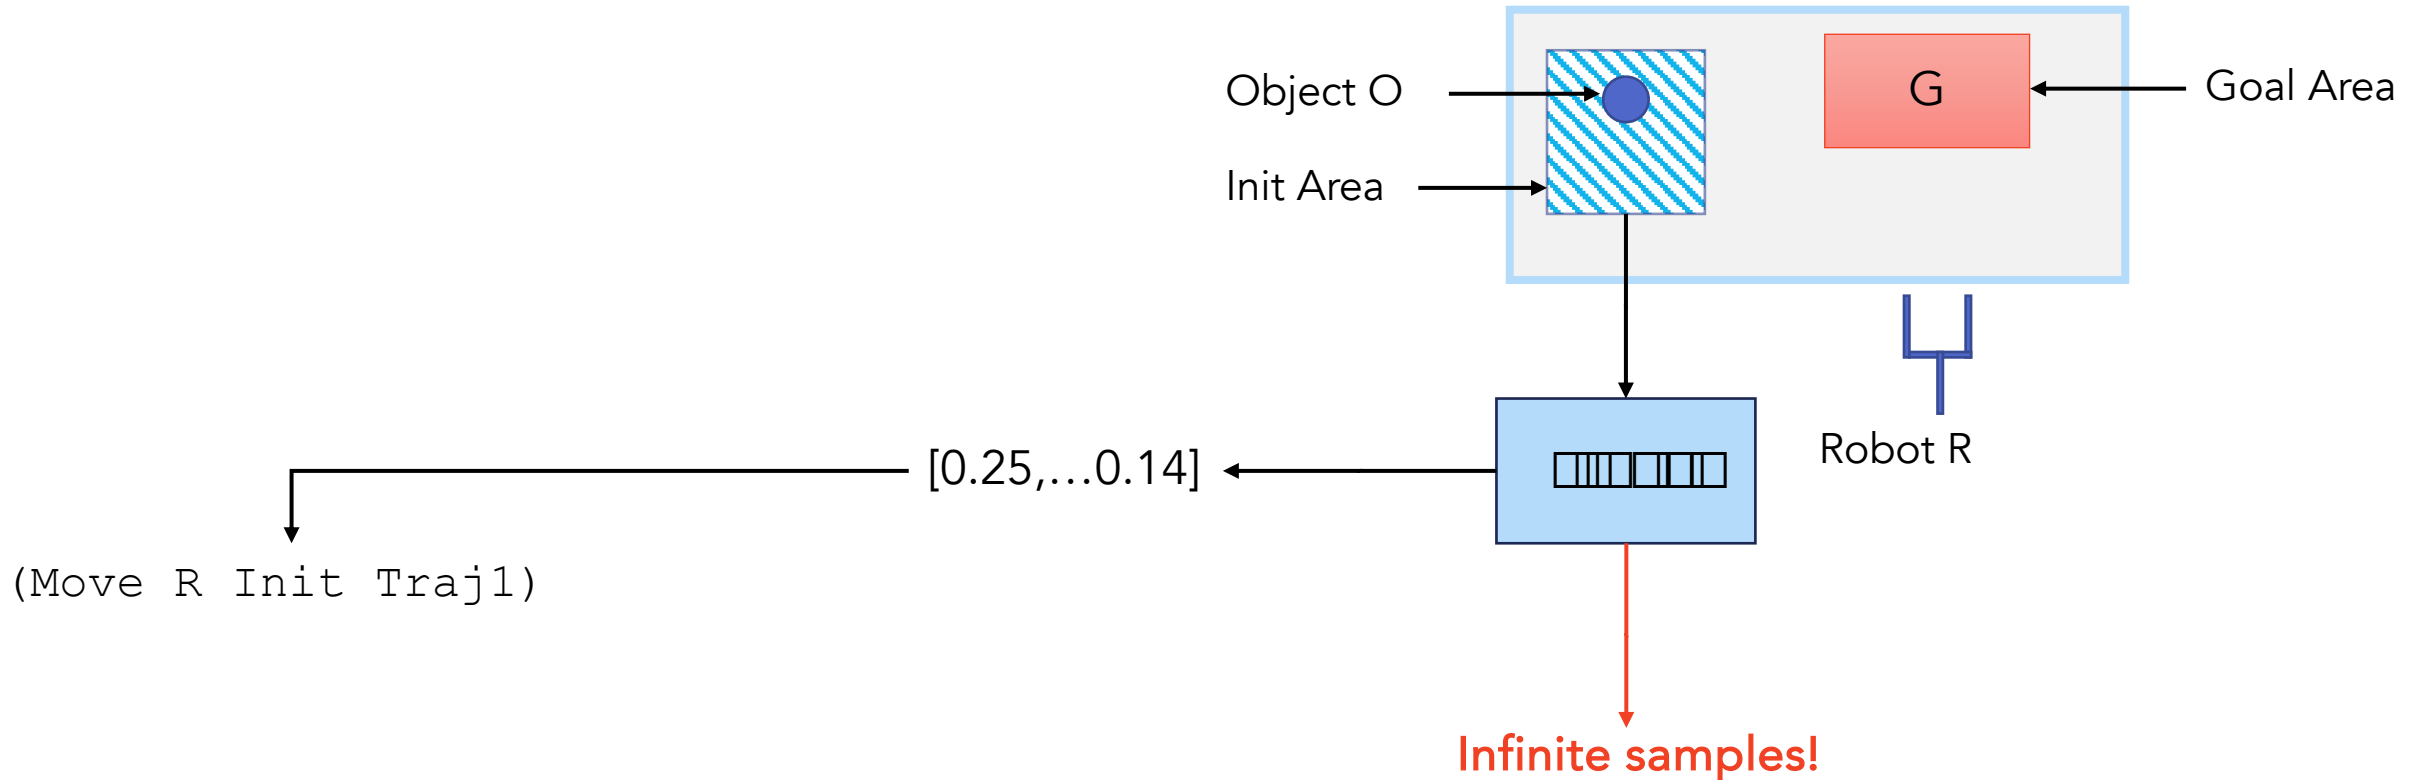 Object O
G
Goal Area
Init Area
Robot R
[0.25,...0.14]
(Move R Init Traj1)
Infinite samples!